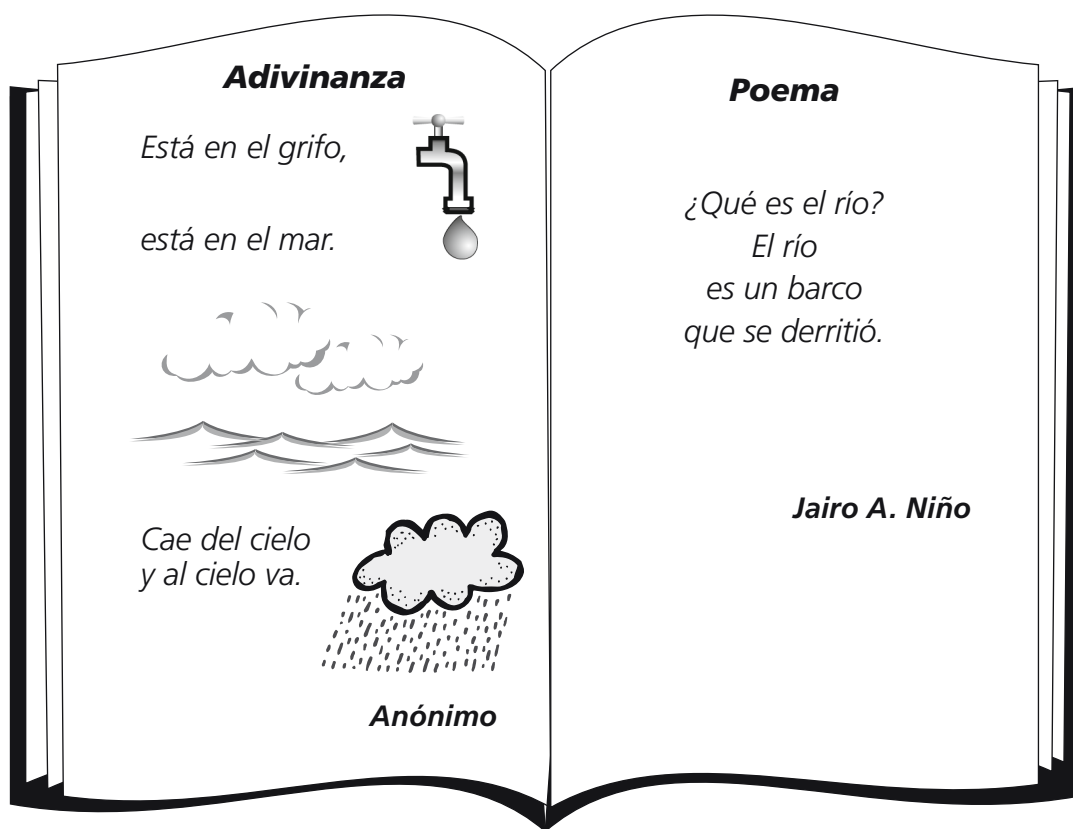 Adivinanza
Está en el grifo,
está en el mar.
Cae del cielo
y al cielo va.
Anónimo
Poema
¿Qué es el río?
El río
es un barco
que se derritió.
Jairo A. Niño